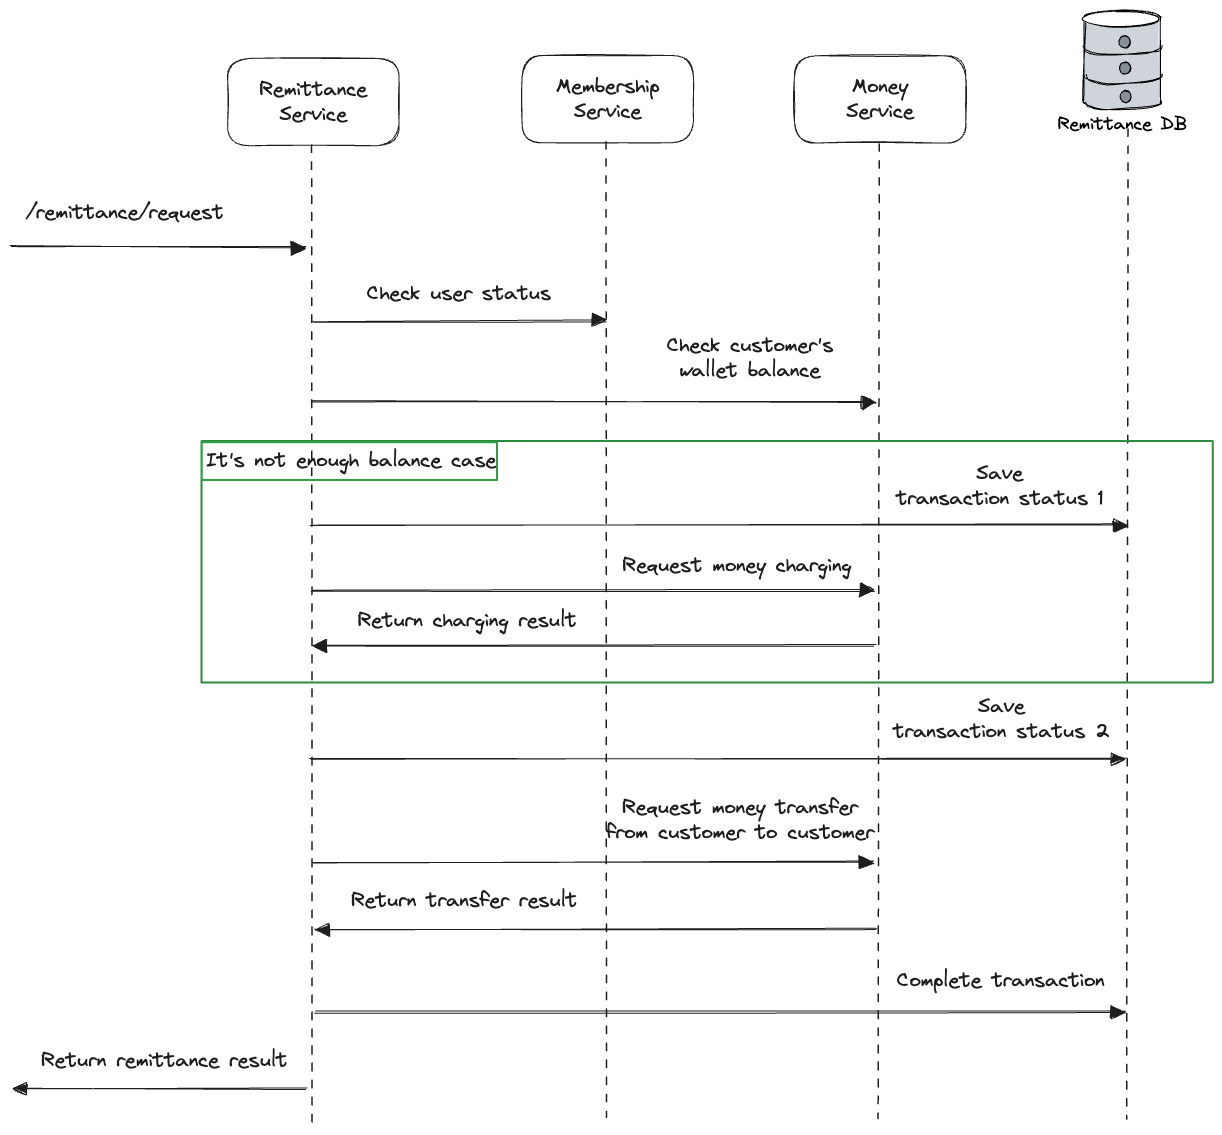 Remittance
Service
Membership
Service
Money
Service
Remittance DB
/remittance/request
Check user status
Check customer's
wallet balance
It's not enough balance case
Save
transaction status 1
Request money charging
Return charging result
Save
transaction status 2
Request money transfer
from customer to customer
Return transfer result
Complete transaction
Return remittance result